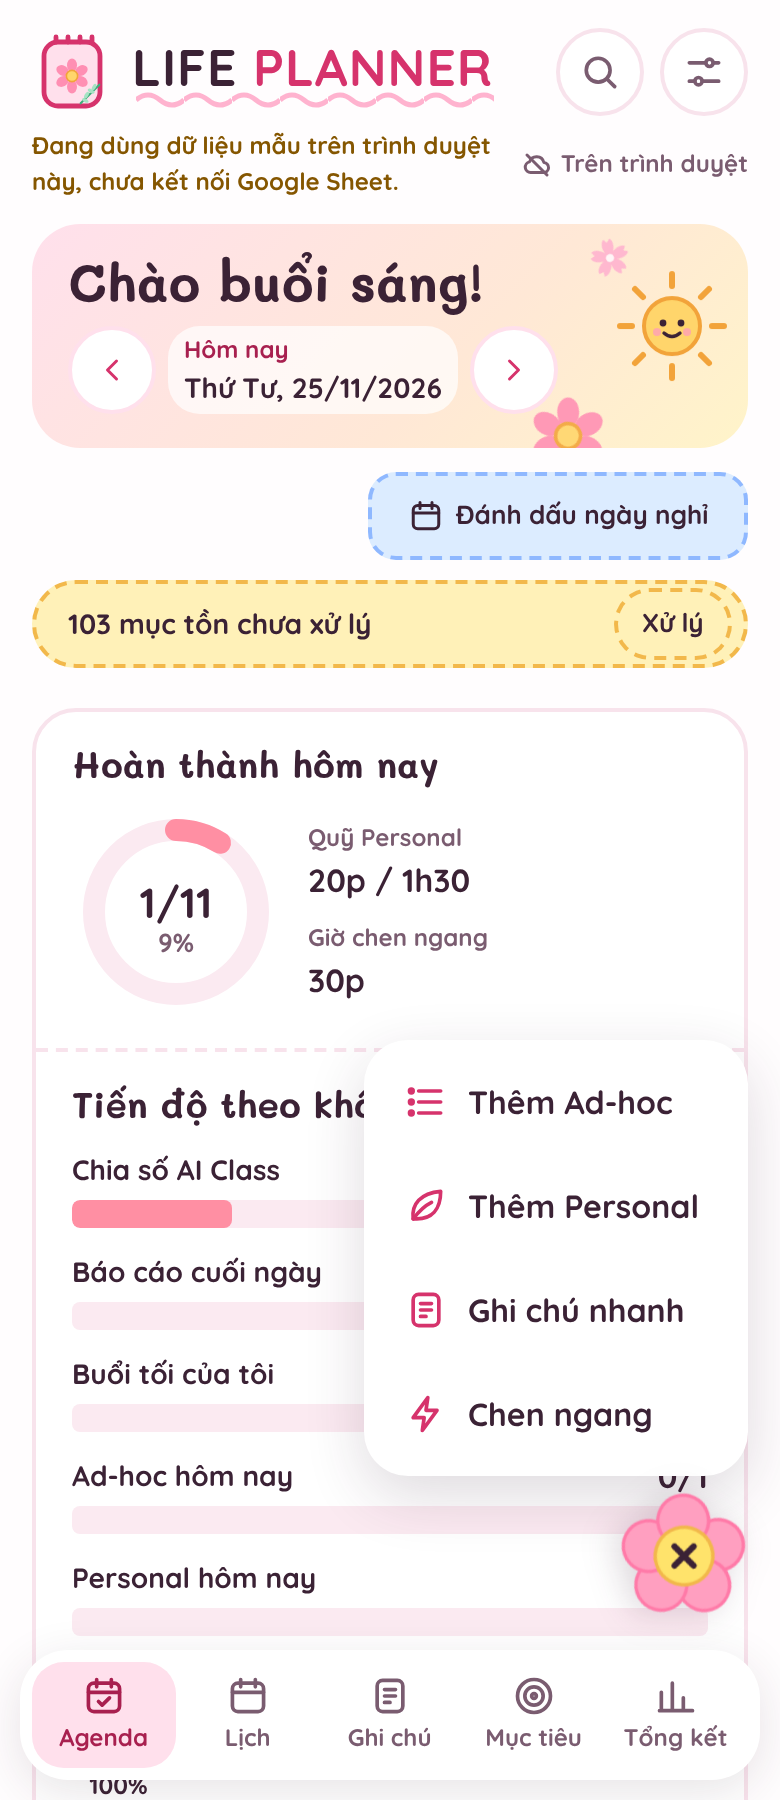 LIFE PLANNER
Đang dùng dữ liệu mẫu trên trình duyệt
này, chưa kết nối Google Sheet.
Trên trình duyệt
Chào buổi sáng!
Hôm nay
Thứ Tư, 25/11/2026
Đánh dấu ngày nghỉ
103 mục tồn chưa xử lý
Xử lý
Hoàn thành hôm nay
1/11
9%
Quỹ Personal
20p / 1h30
Giờ chen ngang
30p
Tiến độ theo
Chia số AI Class
Báo cáo cuối ngày
Buổi tối của tôi
Ad-hoc hôm nay
0/1
Personal hôm nay
Thêm Ad-hoc
Thêm Personal
Ghi chú nhanh
Chen ngang
Agenda
Lịch
Ghi chú
Mục tiêu
Tổng kết
100%